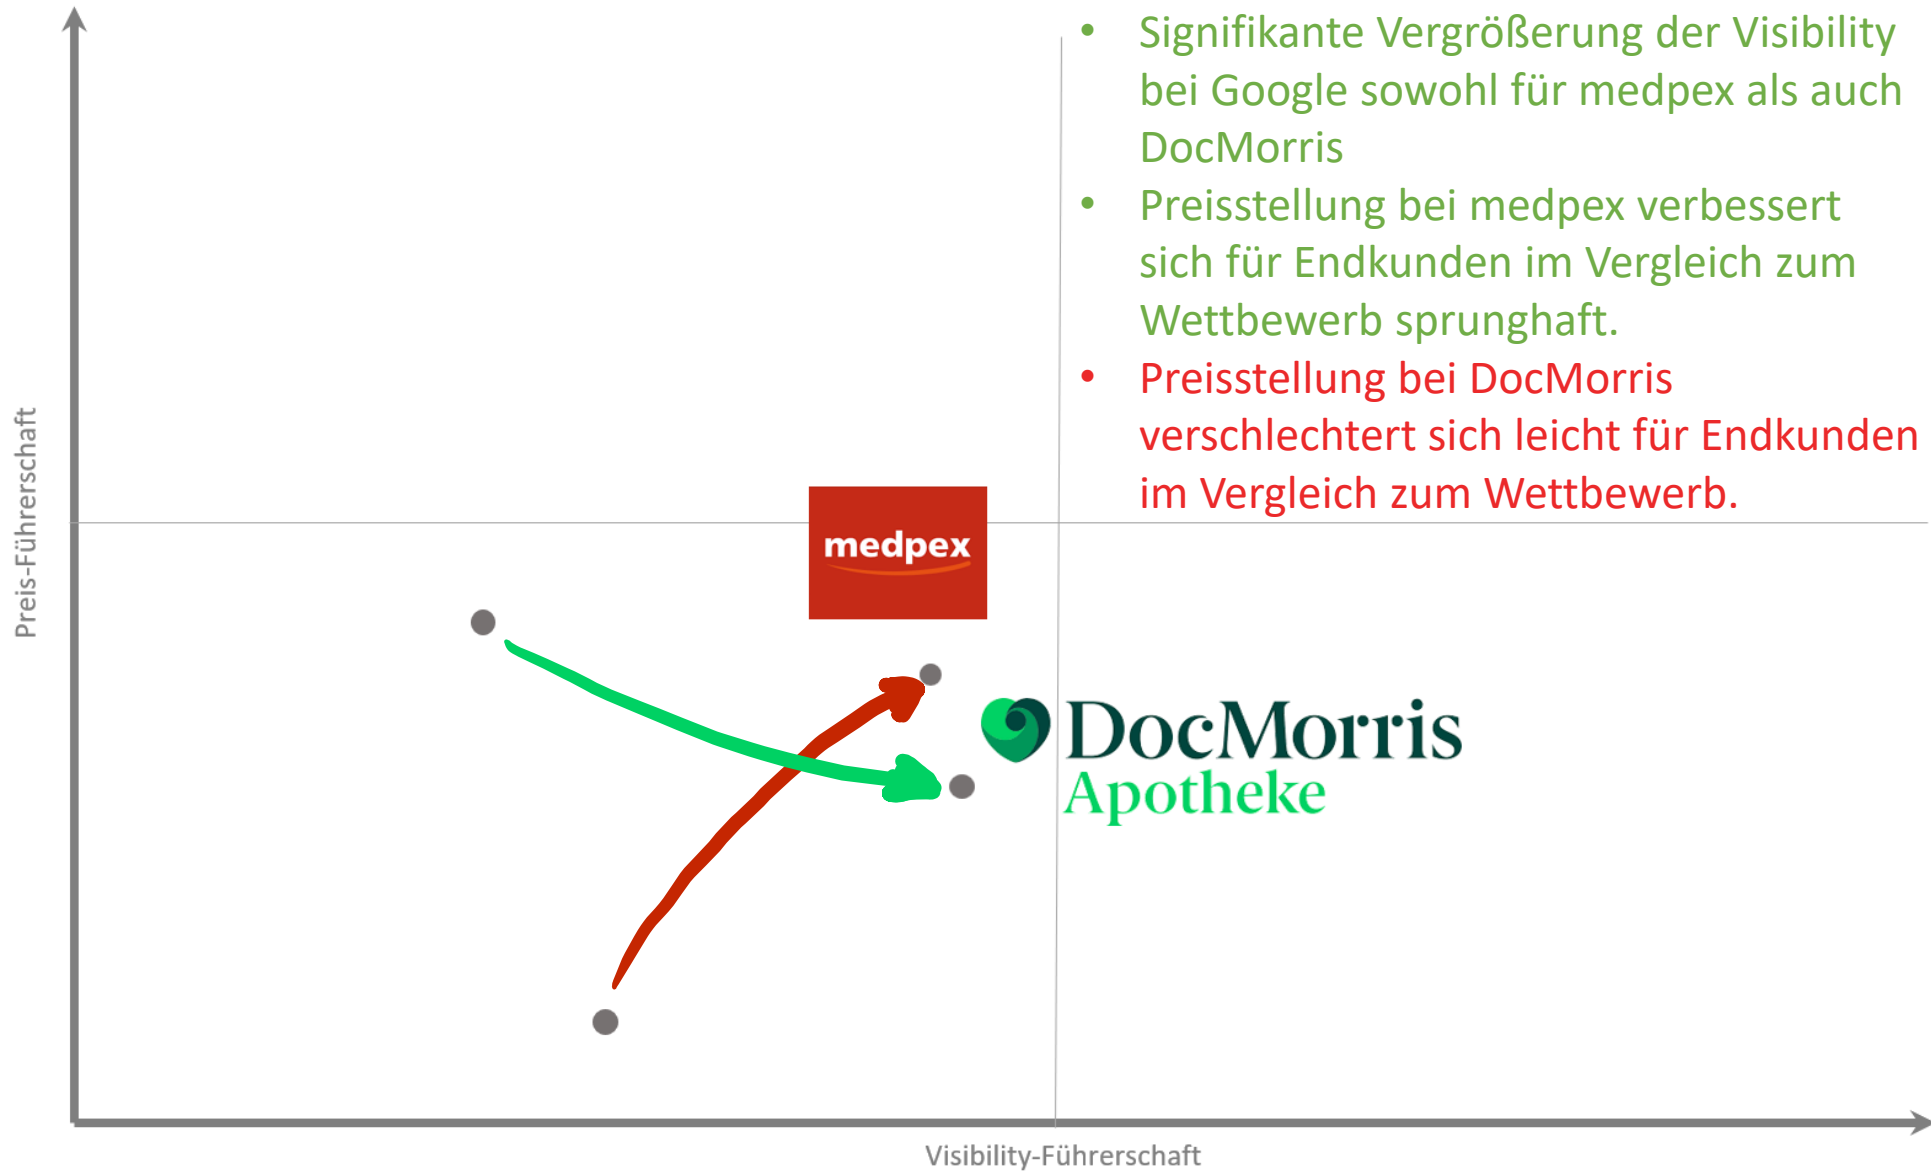 • Signifikante Vergrößerung der Visibility
bei Google sowohl für medpex als auch
DocMorris
• Preisstellung bei medpex verbessert
sich für Endkunden im Vergleich zum
Wettbewerb sprunghaft.
• Preisstellung bei DocMorris
verschlechtert sich leicht für Endkunden
im Vergleich zum Wettbewerb.
Preis-Führerschaft
medpex
DocMorris
Apotheke
Visibility-Führerschaft